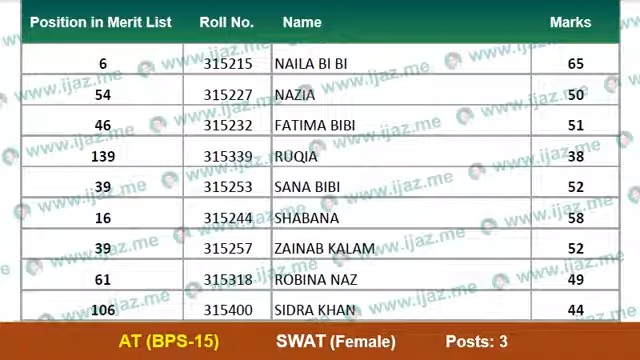 Position in Merit List Roll No. Name Marks
6 315215 NAILA BI BI 65
54 315227 NAZIA 50
46 315232 FATIMA BIBI 51
139 315339 RUQIA 38
39 315253 SANA BIBI 52
16 315244 SHABANA 58
39 315257 ZAINAB KALAM 52
61 315318 ROBINA NAZ 49
106 315400 SIDRA KHAN 44
AT (BPS-15) SWAT (Female) Posts: 3
www.ijaz.me